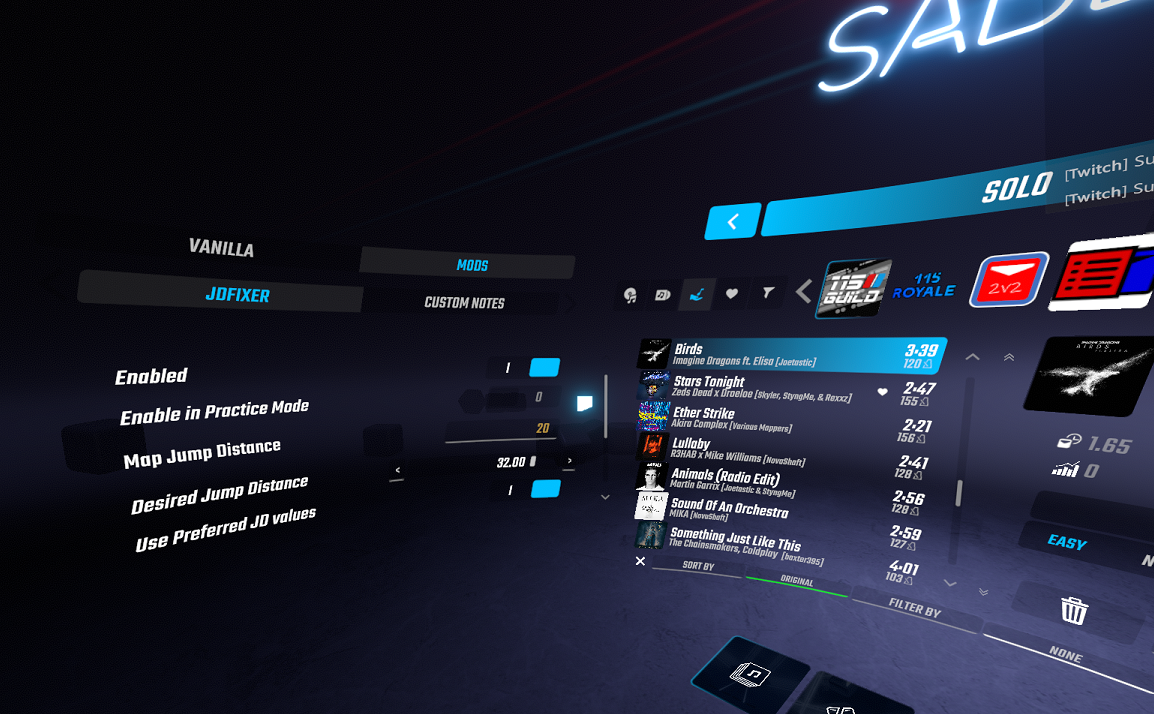 SABE
SOLO
[Twitch] Su
[Twitch] Su
VANILLA
MODS
JDFIXER
CUSTOM NOTES
115 GUILD
115 ROYALE
2V2
Enabled
I
Enable in Practice Mode
0
Map Jump Distance
20
Desired Jump Distance
< 32.00 >
Use Preferred JD values
I
Birds
Imagine Dragons ft. Elisa [Joetastic]
3:39
120
Stars Tonight
Zeds Dead x Droeloe [Skyler, StyngMe, & Rexxz]
2:47
155
Ether Strike
Akira Complex [Various Mappers]
2:21
156
Lullaby
R3HAB x Mike Williams [NovaShaft]
2:41
128
Animals (Radio Edit)
Martin Garrix [Joetastic & StyngMe]
2:56
128
Sound Of An Orchestra
MIKA [NovaShaft]
2:59
127
Something Just Like This
The Chainsmokers, Coldplay [baxter395]
4:01
103
1.65
0
EASY
N
X
SORT BY
ORIGINAL
FILTER BY
NONE